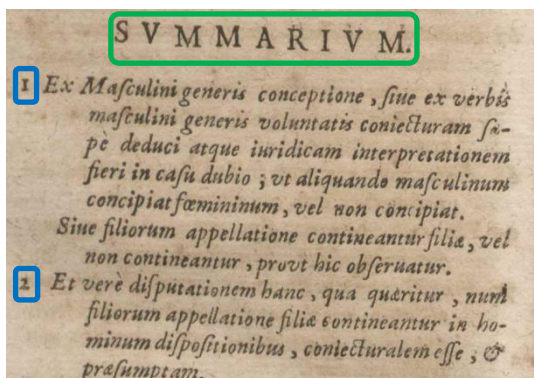 SVMMARIVM.
1 Ex Maſculini generis conceptione, ſiue ex verbis
maſculini generis voluntatis coniecturam ſæ-
pè deduci atque iuridicam interpretationem
fieri in caſu dubio; vt aliquando maſculinum
concipiat fœmininum, vel non concipiat.
Siue filiorum appellatione contineantur filiæ, vel
non contineantur, provt hic obſeruatur.
2 Et verè diſputationem hanc, qua quæritur, num
filiorum appellatione filiæ contineantur in ho-
minum diſpoſitionibus, coniecturalem eſſe; &
præſumptam.